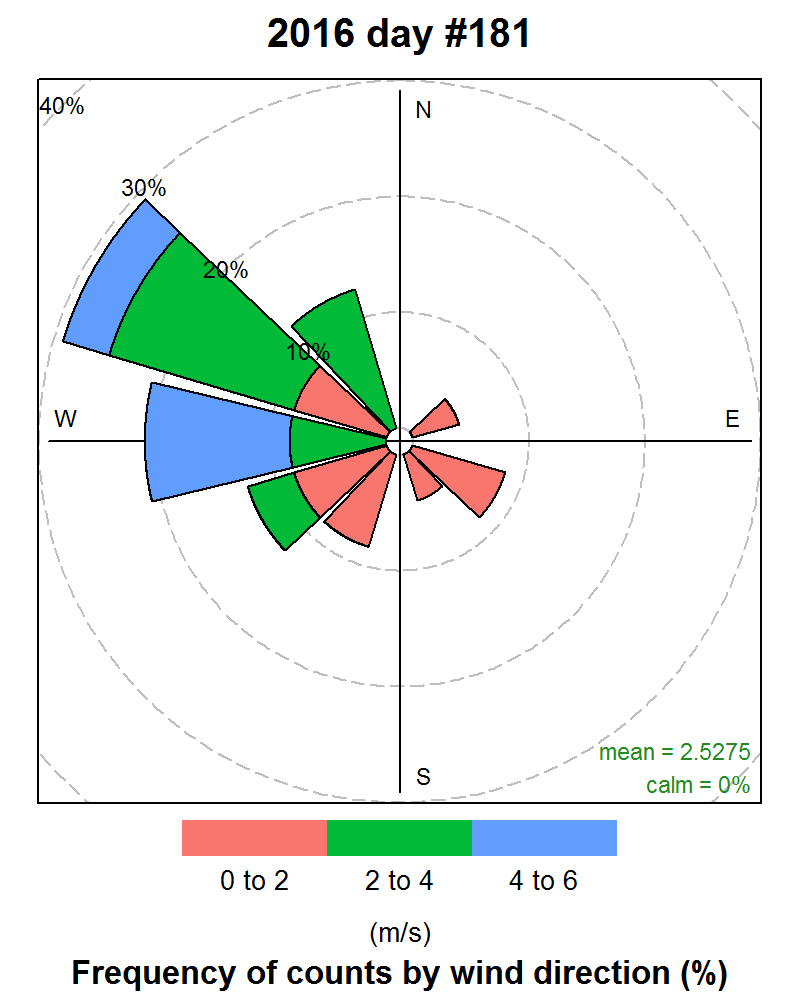 2016 day #181
40%
N
30%
20%
10%
W
E
mean = 2.5275
S
calm = 0%
0 to 2
2 to 4
4 to 6
(m/s)
Frequency of counts by wind direction (%)